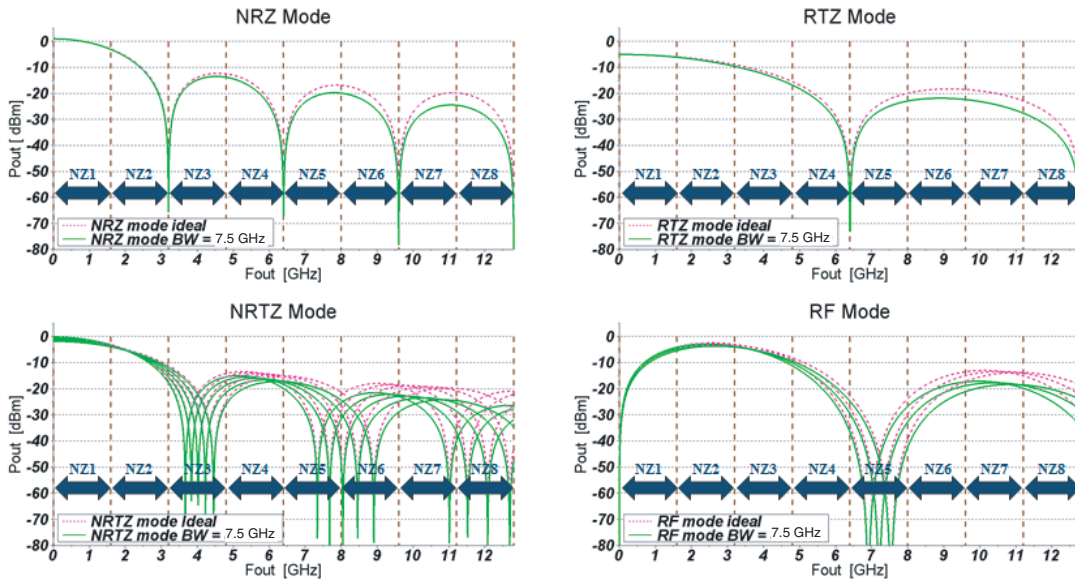 NRZ Mode
Pout [dBm]
0
-10
-20
-30
-40
-50
-60
-70
-80
NZ1 NZ2 NZ3 NZ4 NZ5 NZ6 NZ7 NZ8
NRZ mode ideal
NRZ mode BW = 7.5 GHz
0 1 2 3 4 5 6 7 8 9 10 11 12
Fout [GHz]
RTZ Mode
Pout [dBm]
0
-10
-20
-30
-40
-50
-60
-70
-80
NZ1 NZ2 NZ3 NZ4 NZ5 NZ6 NZ7 NZ8
RTZ mode ideal
RTZ mode BW = 7.5 GHz
0 1 2 3 4 5 6 7 8 9 10 11 12
Fout [GHz]
NRTZ Mode
Pout [dBm]
0
-10
-20
-30
-40
-50
-60
-70
-80
NZ1 NZ2 NZ3 NZ4 NZ5 NZ6 NZ7 NZ8
NRTZ mode Ideal
NRTZ mode BW = 7.5 GHz
0 1 2 3 4 5 6 7 8 9 10 11 12
Fout [GHz]
RF Mode
Pout [dBm]
0
-10
-20
-30
-40
-50
-60
-70
-80
NZ1 NZ2 NZ3 NZ4 NZ5 NZ6 NZ7 NZ8
RF mode ideal
RF mode BW = 7.5 GHz
0 1 2 3 4 5 6 7 8 9 10 11 12
Fout [GHz]